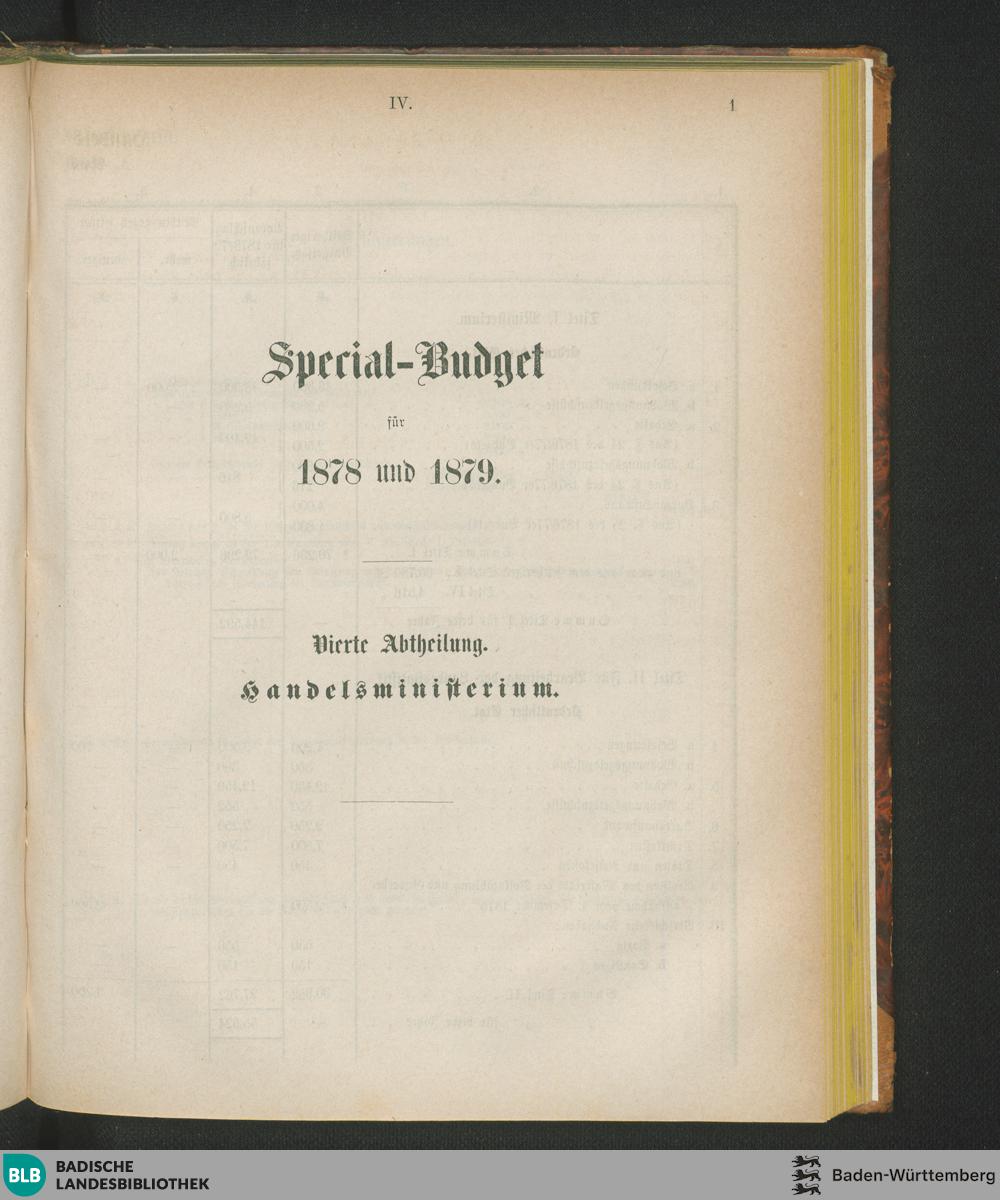 IV. 1
Special-Budget
für
1878 und 1879.
Vierte Abtheilung.
Handelsministerium.
BLB BADISCHE
LANDESBIBLIOTHEK
Baden-Württemberg